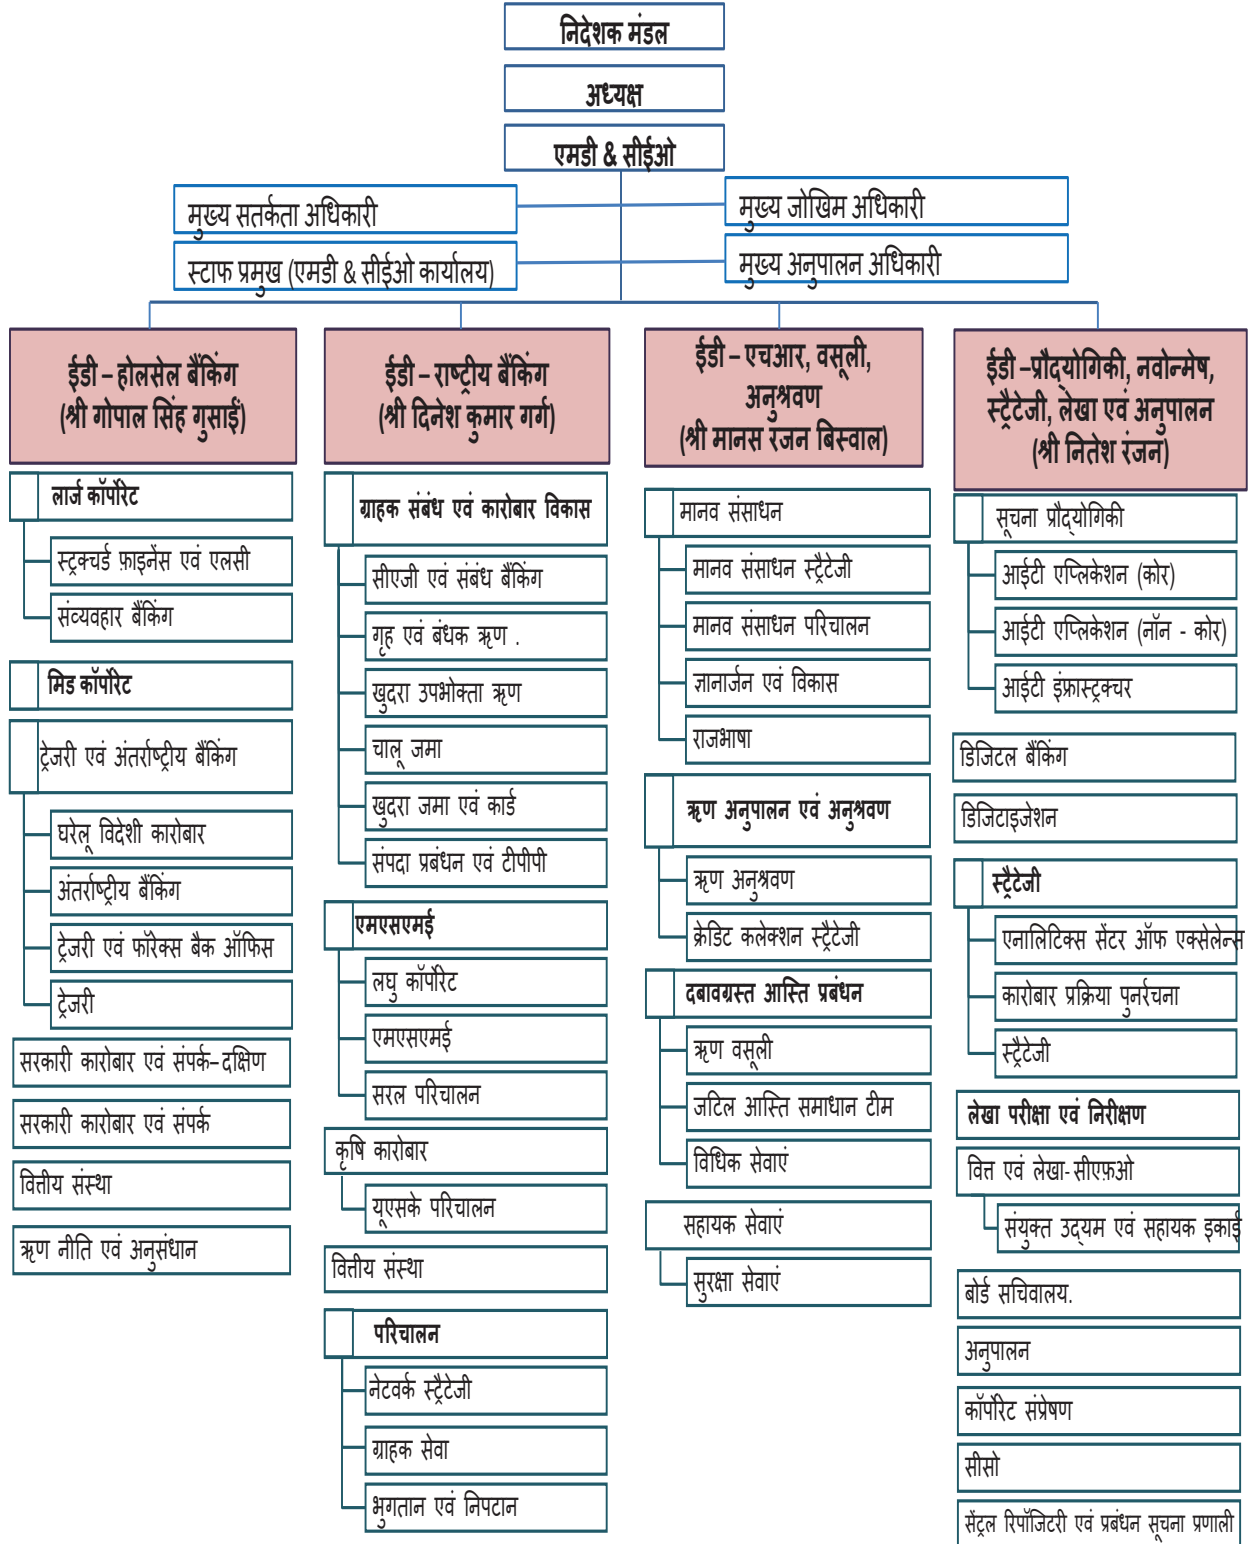 निदेशक मंडल
अध्यक्ष
एमडी & सीईओ
मुख्य सतर्कता अधिकारी
मुख्य जोखिम अधिकारी
स्टाफ प्रमुख (एमडी & सीईओ कार्यालय)
मुख्य अनुपालन अधिकारी
ईडी – होलसेल बैंकिंग
(श्री गोपाल सिंह गुसाईं)
लार्ज कॉर्पोरेट
स्ट्रक्चर्ड फ़ाइनेंस एवं एलसी
संव्यवहार बैंकिंग
मिड कॉर्पोरेट
ट्रेजरी एवं अंतर्राष्ट्रीय बैंकिंग
घरेलू विदेशी कारोबार
अंतर्राष्ट्रीय बैंकिंग
ट्रेजरी एवं फॉरेक्स बैक ऑफिस
ट्रेजरी
सरकारी कारोबार एवं संपर्क–दक्षिण
सरकारी कारोबार एवं संपर्क
वित्तीय संस्था
ऋण नीति एवं अनुसंधान
ईडी – राष्ट्रीय बैंकिंग
(श्री दिनेश कुमार गर्ग)
ग्राहक संबंध एवं कारोबार विकास
सीएजी एवं संबंध बैंकिंग
गृह एवं बंधक ऋण .
खुदरा उपभोक्ता ऋण
चालू जमा
खुदरा जमा एवं कार्ड
संपदा प्रबंधन एवं टीपीपी
एमएसएमई
लघु कॉर्पोरेट
एमएसएमई
सरल परिचालन
कृषि कारोबार
यूएसके परिचालन
वित्तीय संस्था
परिचालन
नेटवर्क स्ट्रैटेजी
ग्राहक सेवा
भुगतान एवं निपटान
ईडी – एचआर, वसूली,
अनुश्रवण
(श्री मानस रंजन बिस्वाल)
मानव संसाधन
मानव संसाधन स्ट्रैटेजी
मानव संसाधन परिचालन
ज्ञानार्जन एवं विकास
राजभाषा
ऋण अनुपालन एवं अनुश्रवण
ऋण अनुश्रवण
क्रेडिट कलेक्शन स्ट्रैटेजी
दबावग्रस्त आस्ति प्रबंधन
ऋण वसूली
जटिल आस्ति समाधान टीम
विधिक सेवाएं
सहायक सेवाएं
सुरक्षा सेवाएं
ईडी –प्रौद्योगिकी, नवोन्मेष,
स्ट्रैटेजी, लेखा एवं अनुपालन
(श्री नितेश रंजन)
सूचना प्रौद्योगिकी
आईटी एप्लिकेशन (कोर)
आईटी एप्लिकेशन (नॉन - कोर)
आईटी इंफ्रास्ट्रक्चर
डिजिटल बैंकिंग
डिजिटाइजेशन
स्ट्रैटेजी
एनालिटिक्स सेंटर ऑफ एक्सेलेन्स
कारोबार प्रक्रिया पुनर्रचना
स्ट्रैटेजी
लेखा परीक्षा एवं निरीक्षण
वित्त एवं लेखा-सीएफ़ओ
संयुक्त उद्यम एवं सहायक इकाई
बोर्ड सचिवालय.
अनुपालन
कॉर्पोरेट संप्रेषण
सीसो
सेंट्रल रिपॉजिटरी एवं प्रबंधन सूचना प्रणाली